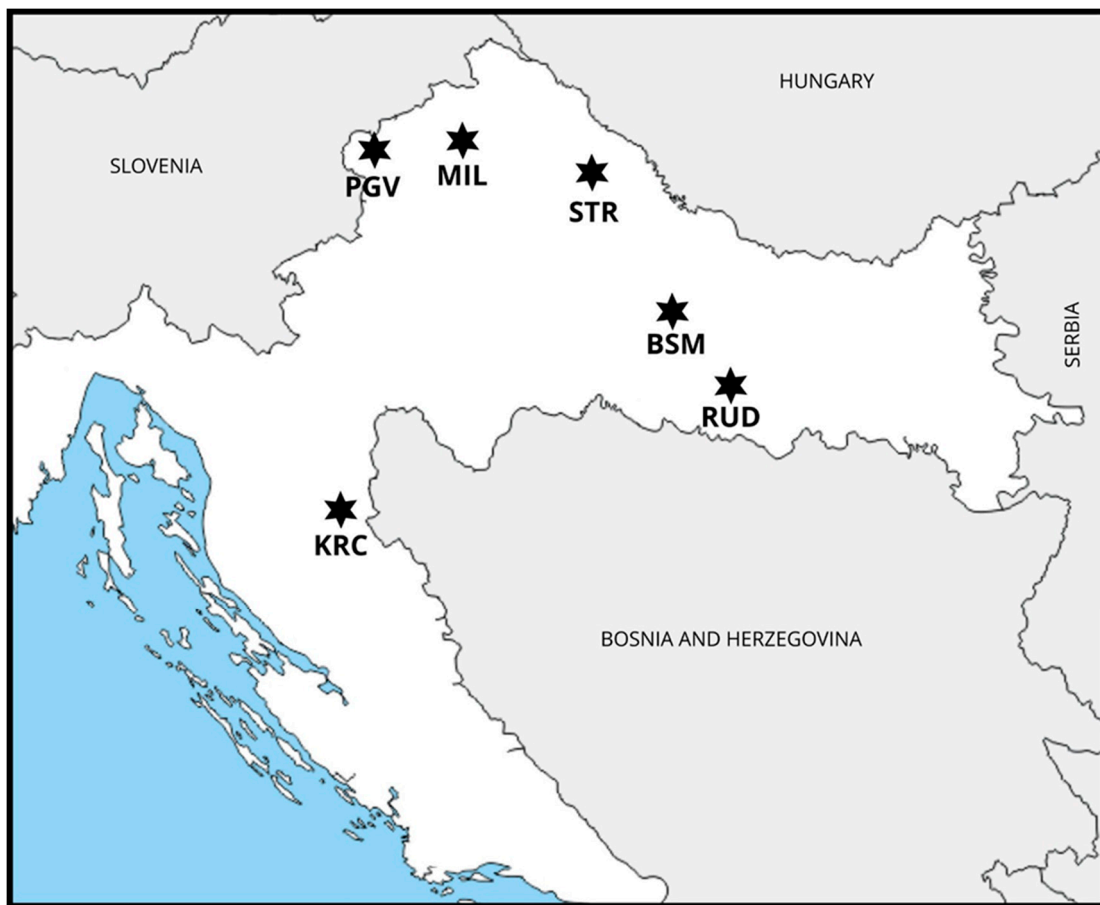 HUNGARY
SLOVENIA
PGV
MIL
STR
BSM
SERBIA
RUD
KRC
BOSNIA AND HERZEGOVINA